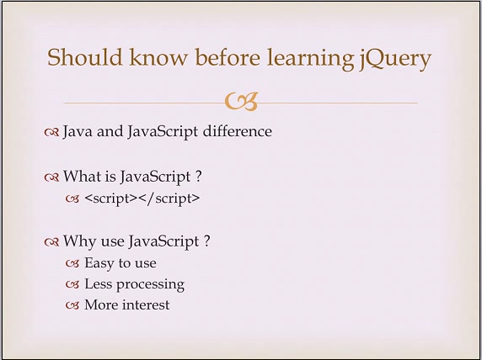 Should know before learning jQuery
Java and JavaScript difference
What is JavaScript ?
<script></script>
Why use JavaScript ?
Easy to use
Less processing
More interest